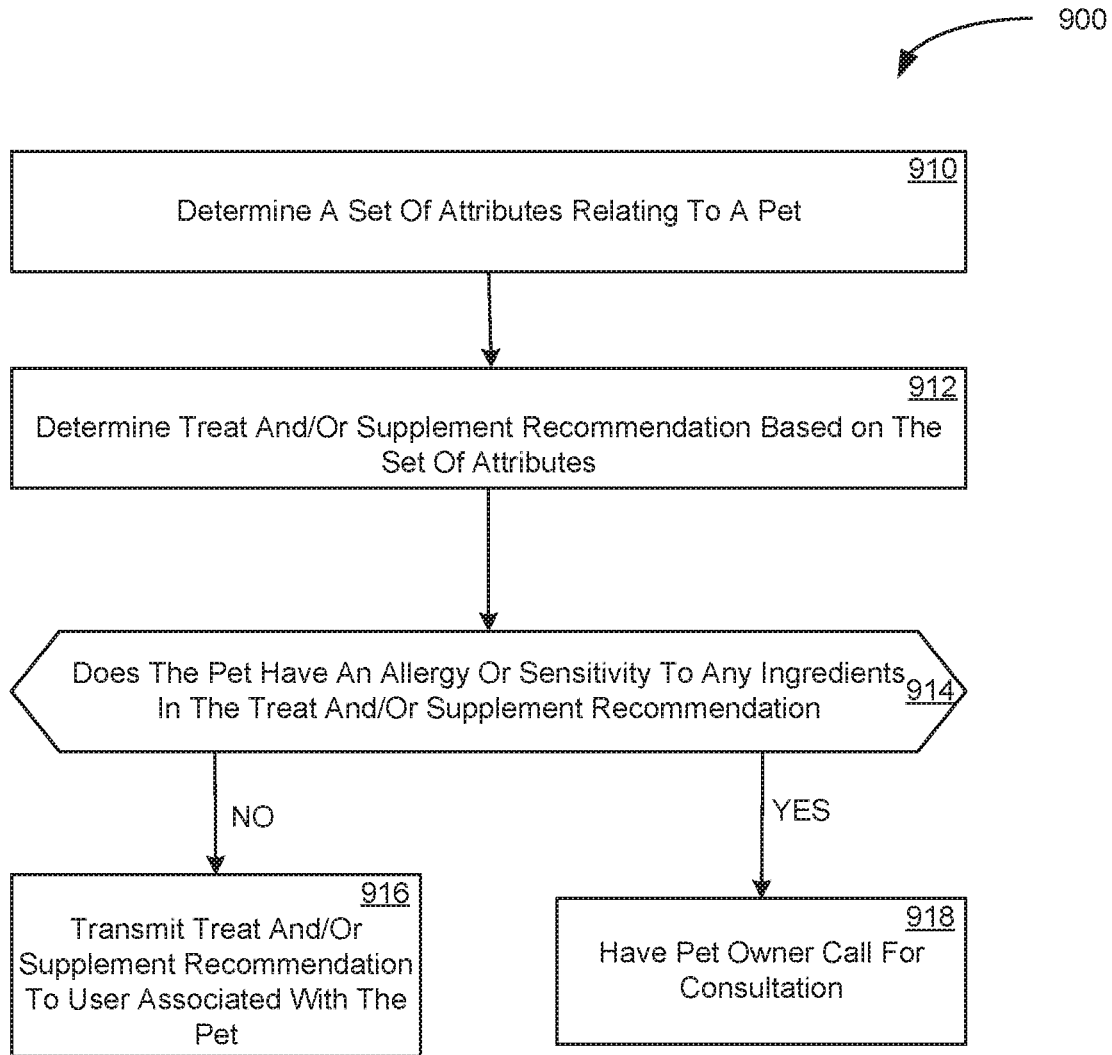 900
910
Determine A Set Of Attributes Relating To A Pet
912
Determine Treat And/Or Supplement Recommendation Based on The
Set Of Attributes
Does The Pet Have An Allergy Or Sensitivity To Any Ingredients
In The Treat And/Or Supplement Recommendation
914
NO
YES
916
Transmit Treat And/Or
Supplement Recommendation
To User Associated With The
Pet
918
Have Pet Owner Call For
Consultation